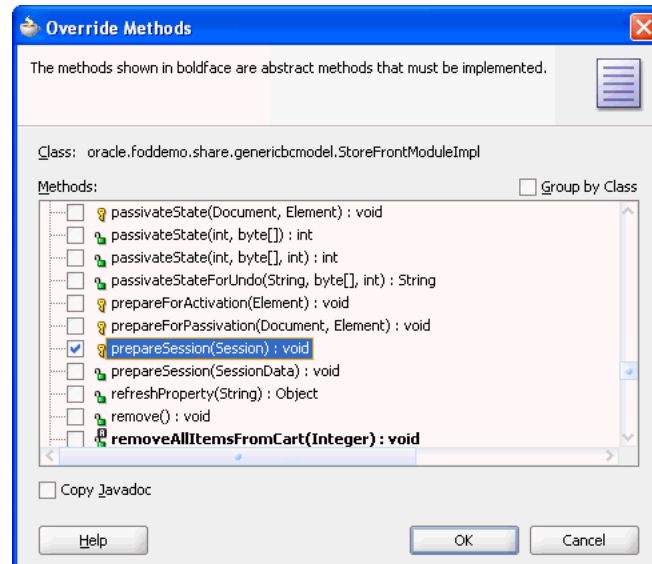 Override Methods
The methods shown in boldface are abstract methods that must be implemented.
Class: oracle.foddemo.share.genericbcmodel.StoreFrontModuleImpl
Methods:
Group by Class
passivateState(Document, Element) : void
passivateState(int, byte[]) : int
passivateState(int, byte[], int) : int
passivateStateForUndo(String, byte[], int) : String
prepareForActivation(Element) : void
prepareForPassivation(Document, Element) : void
prepareSession(Session) : void
prepareSession(SessionData) : void
refreshProperty(String) : Object
remove() : void
removeAllItemsFromCart(Integer) : void
Copy Javadoc
Help
OK
Cancel